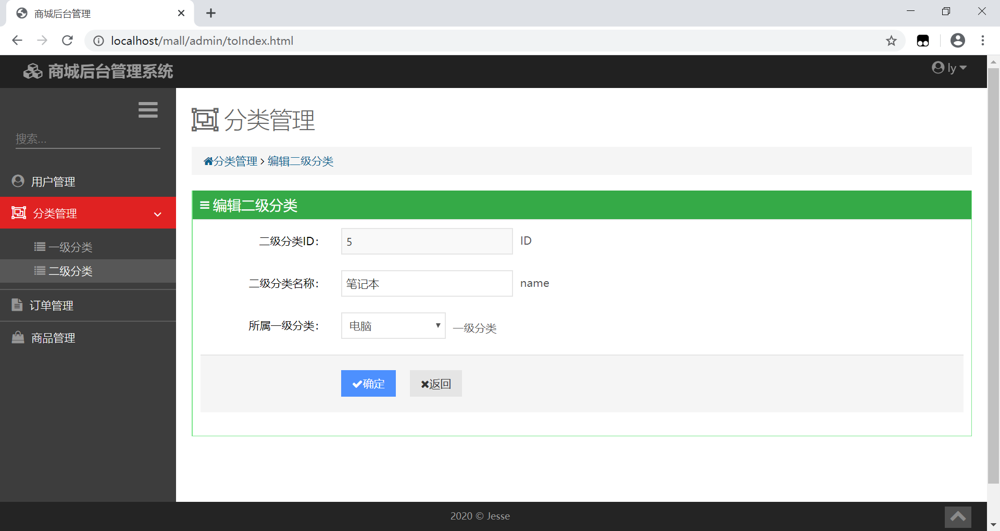 商城后台管理
localhost/mall/admin/toIndex.html
商城后台管理系统
ly
搜索...
用户管理
分类管理
一级分类
二级分类
订单管理
商品管理
分类管理
分类管理 > 编辑二级分类
编辑二级分类
二级分类ID： 5 ID
二级分类名称： 笔记本 name
所属一级分类： 电脑 一级分类
确定 返回
2020 © Jesse